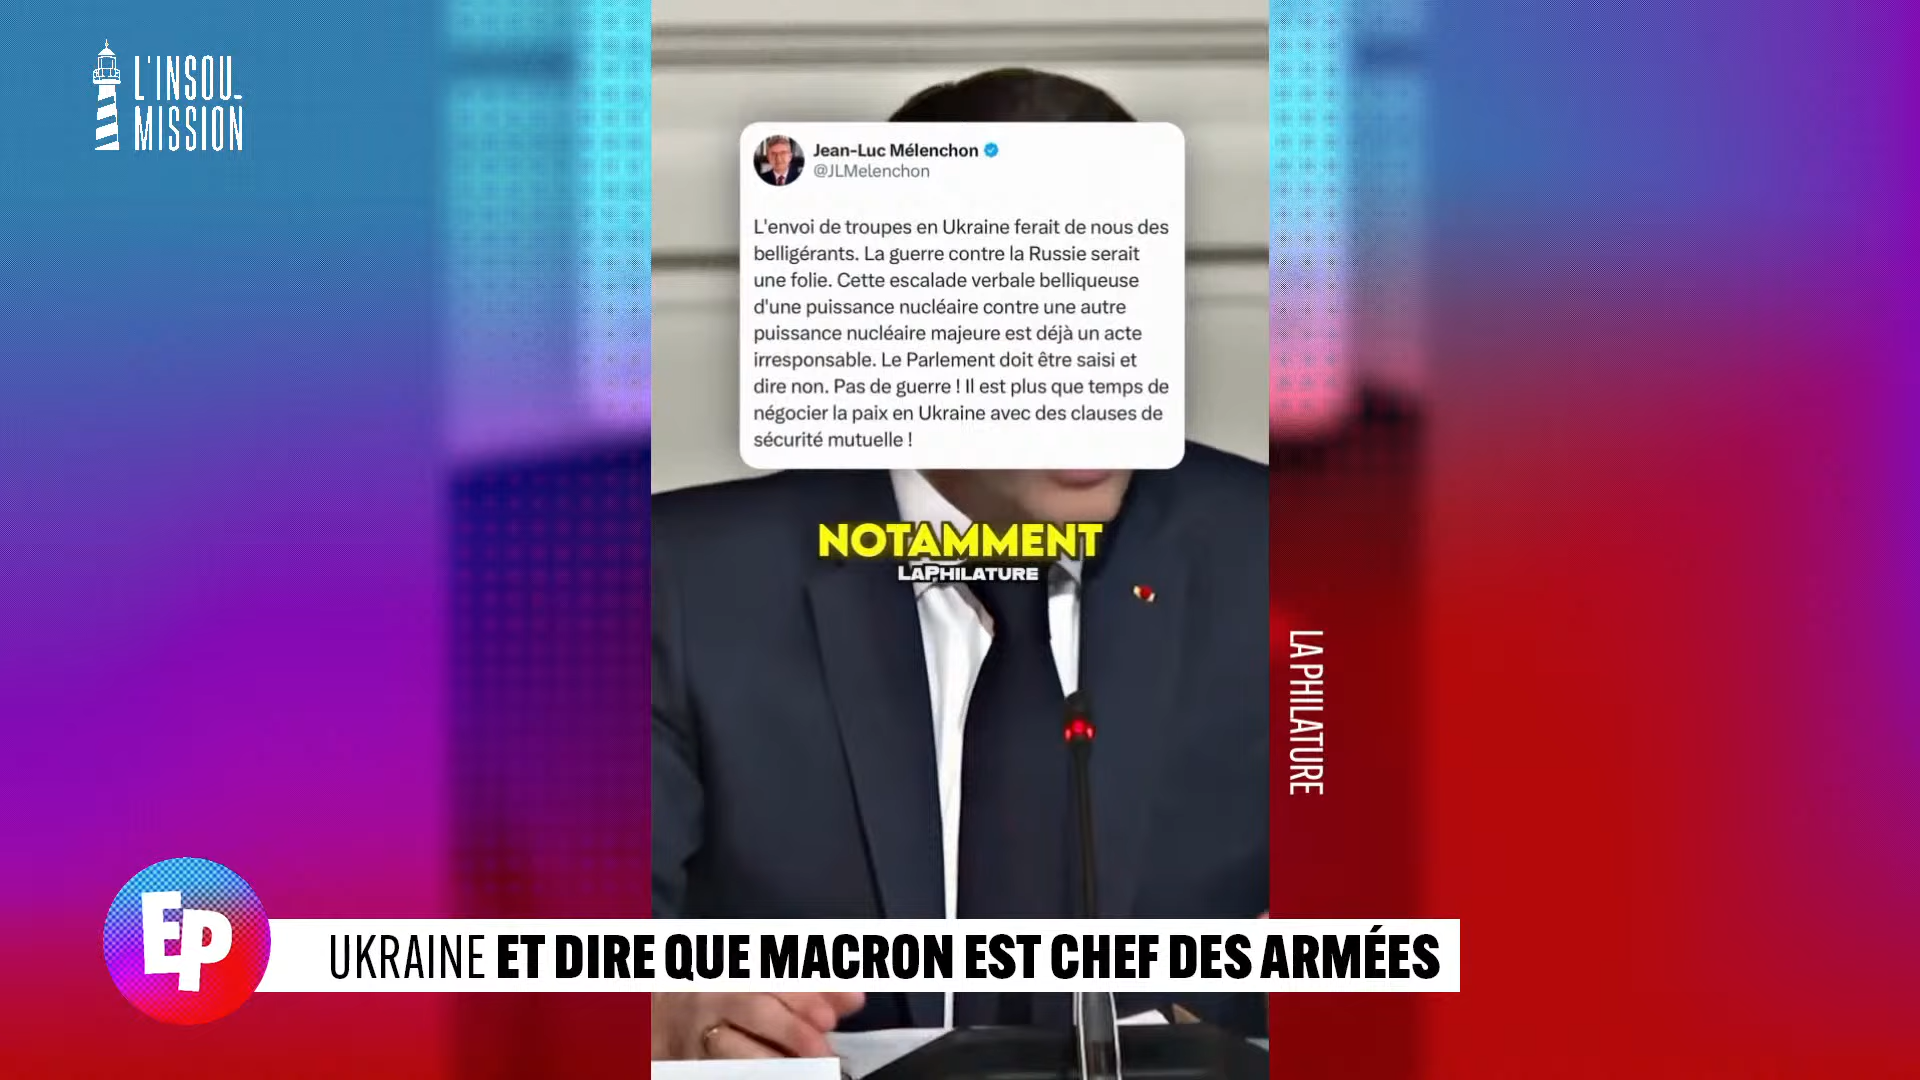 L'INSOU_
MISSION
Jean-Luc Mélenchon
@JLMelenchon
L'envoi de troupes en Ukraine ferait de nous des
belligérants. La guerre contre la Russie serait
une folie. Cette escalade verbale belliqueuse
d'une puissance nucléaire contre une autre
puissance nucléaire majeure est déjà un acte
irresponsable. Le Parlement doit être saisi et
dire non. Pas de guerre ! Il est plus que temps de
négocier la paix en Ukraine avec des clauses de
sécurité mutuelle !
NOTAMMENT
LAPHILATURE
LA PHILATURE
EP
UKRAINE ET DIRE QUE MACRON EST CHEF DES ARMÉES